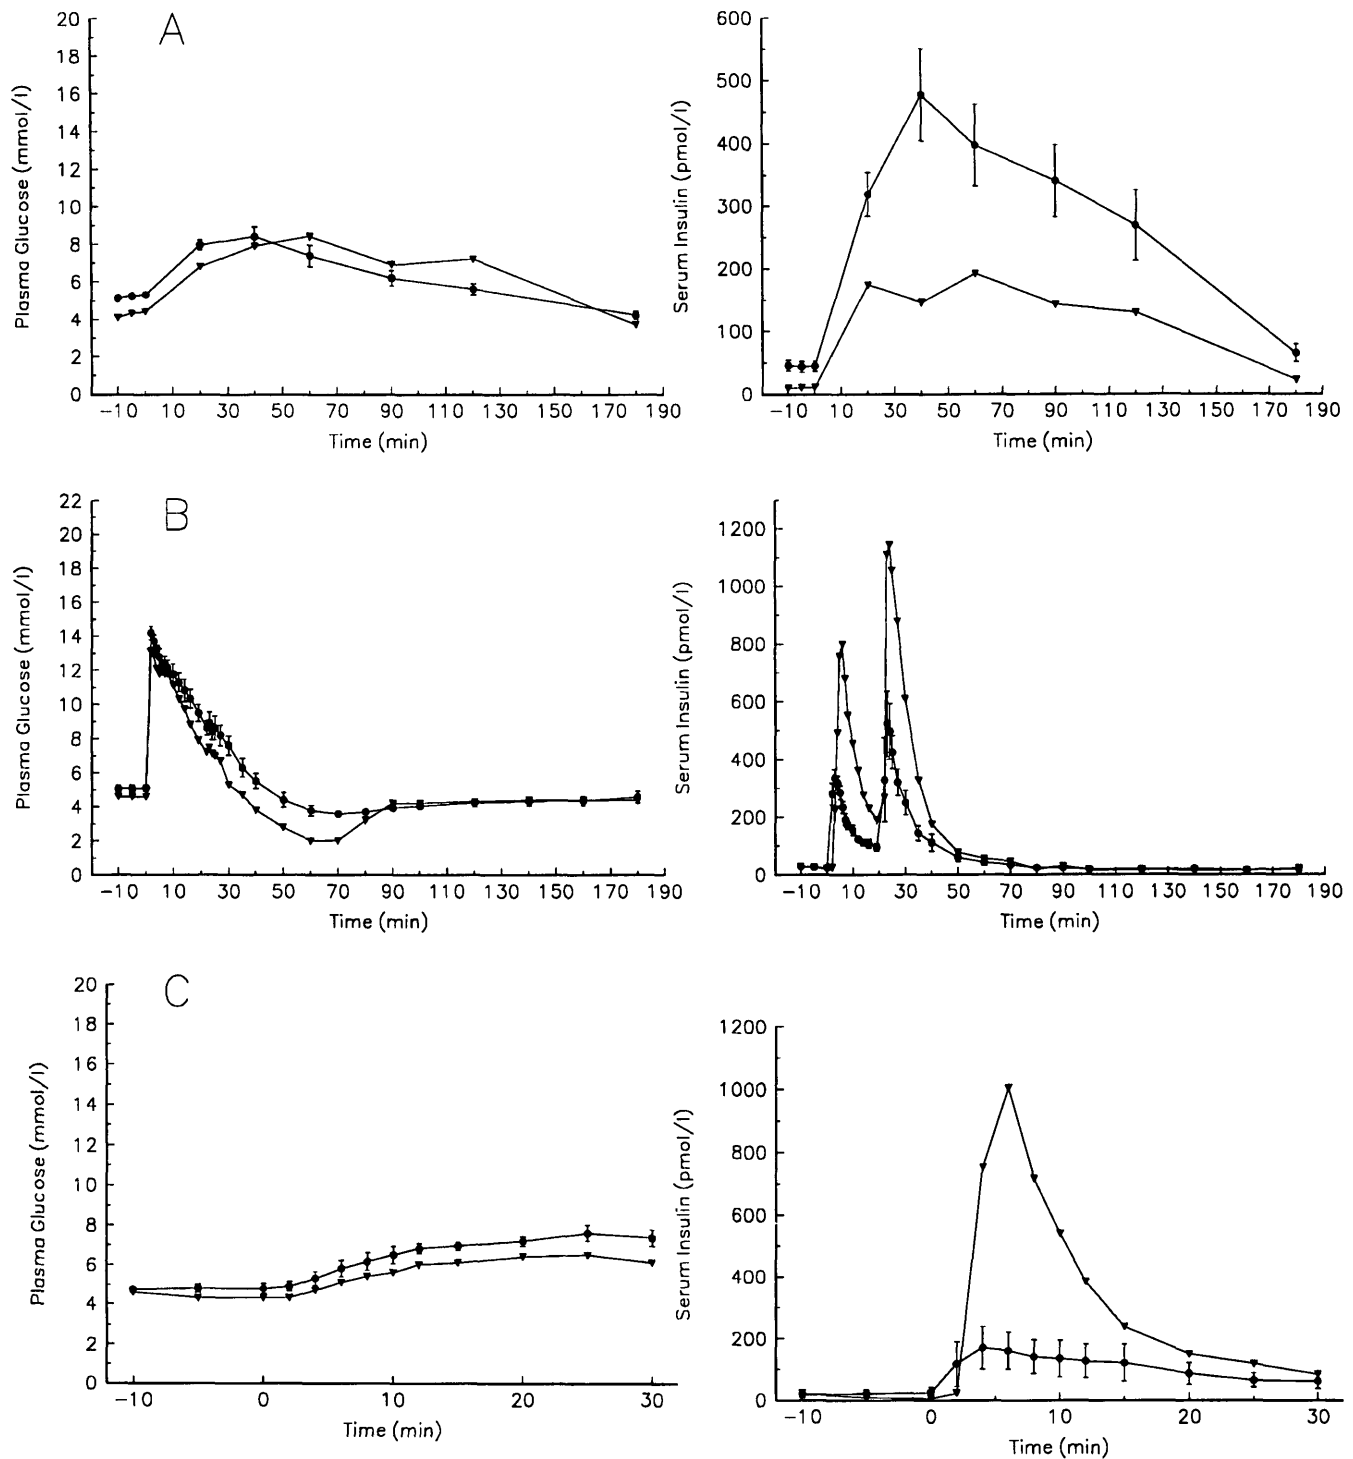 A
Plasma Glucose (mmol/l)
20
18
16
14
12
10
8
6
4
2
0
−10 10 30 50 70 90 110 130 150 170 190
Time (min)
Serum Insulin (pmol/l)
600
500
400
300
200
100
0
−10 10 30 50 70 90 110 130 150 170 190
Time (min)
B
Plasma Glucose (mmol/l)
22
20
18
16
14
12
10
8
6
4
2
0
−10 10 30 50 70 90 110 130 150 170 190
Time (min)
Serum Insulin (pmol/l)
1200
1000
800
600
400
200
0
−10 10 30 50 70 90 110 130 150 170 190
Time (min)
C
Plasma Glucose (mmol/l)
20
18
16
14
12
10
8
6
4
2
0
−10 0 10 20 30
Time (min)
Serum Insulin (pmol/l)
1200
1000
800
600
400
200
0
−10 0 10 20 30
Time (min)